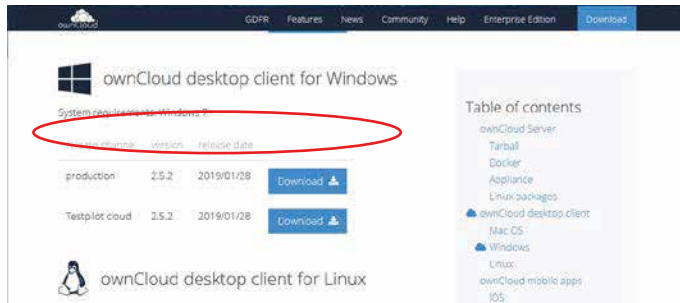 ownCloud
GDPR Features News Community Help Enterprise Edition Download
ownCloud desktop client for Windows
System requirements: Windows 7+
update channel version release date
production 2.5.2 2019/01/28 Download
Testpilot cloud 2.5.2 2019/01/28 Download
ownCloud desktop client for Linux
Table of contents
ownCloud Server
Tarball
Docker
Appliance
Linux packages
ownCloud desktop client
Mac OS
Windows
Linux
ownCloud mobile apps
iOS